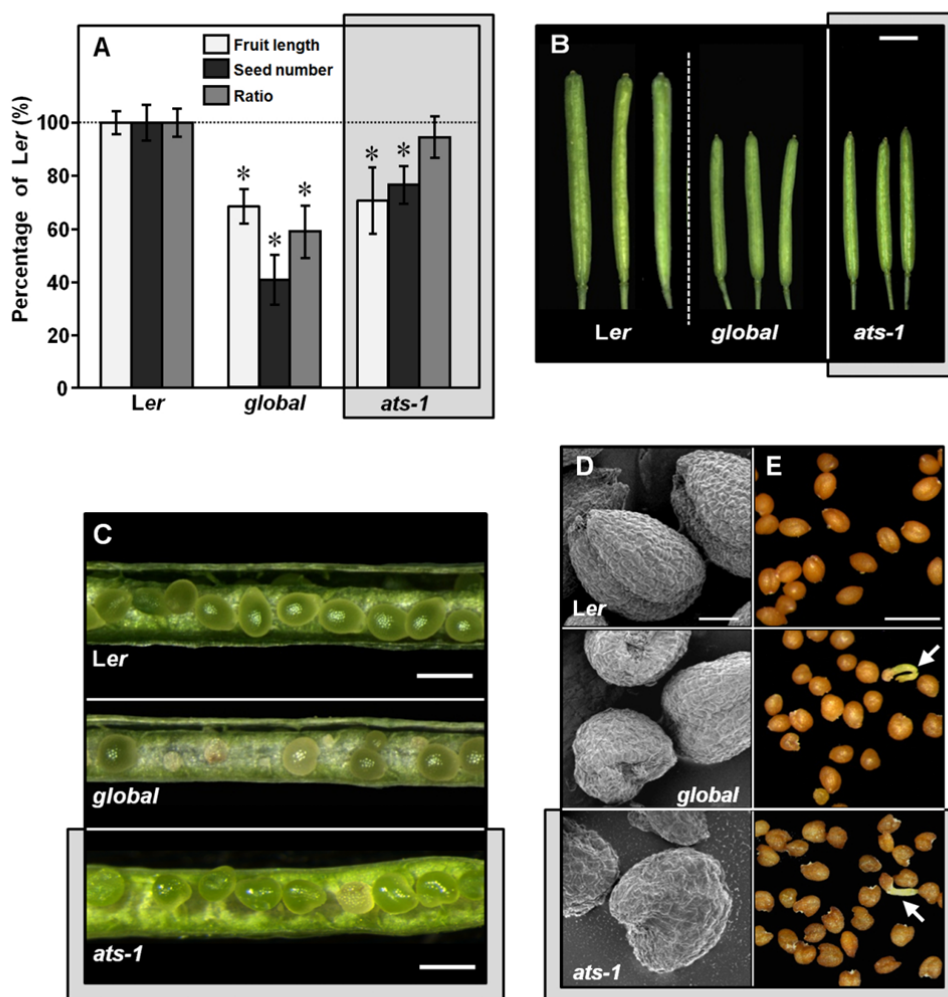 A
Fruit length
Seed number
Ratio
Percentage of Ler (%)
100
80
60
40
20
0
*
*
*
*
*
Ler
global
ats-1
B
Ler
global
ats-1
C
Ler
global
ats-1
D
E
Ler
global
ats-1